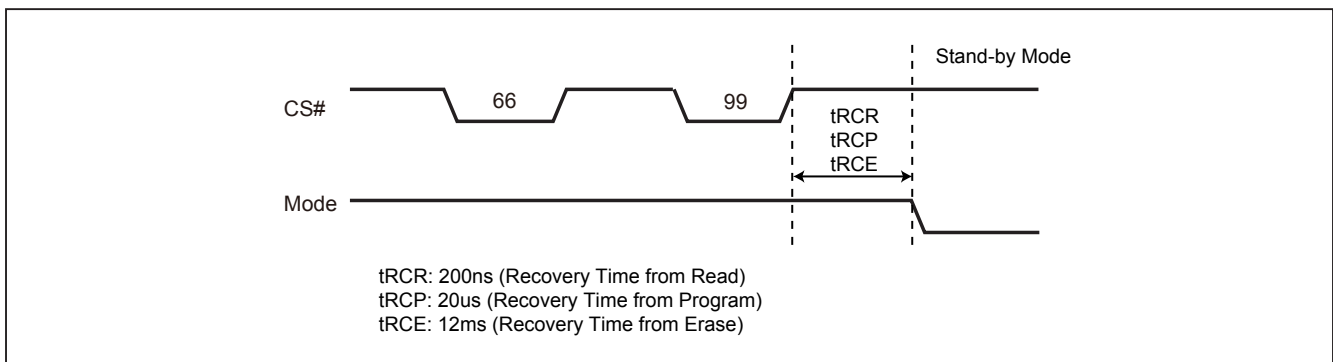 Stand-by Mode
CS#
66
99
tRCR
tRCP
tRCE
Mode
tRCR: 200ns (Recovery Time from Read)
tRCP: 20us (Recovery Time from Program)
tRCE: 12ms (Recovery Time from Erase)